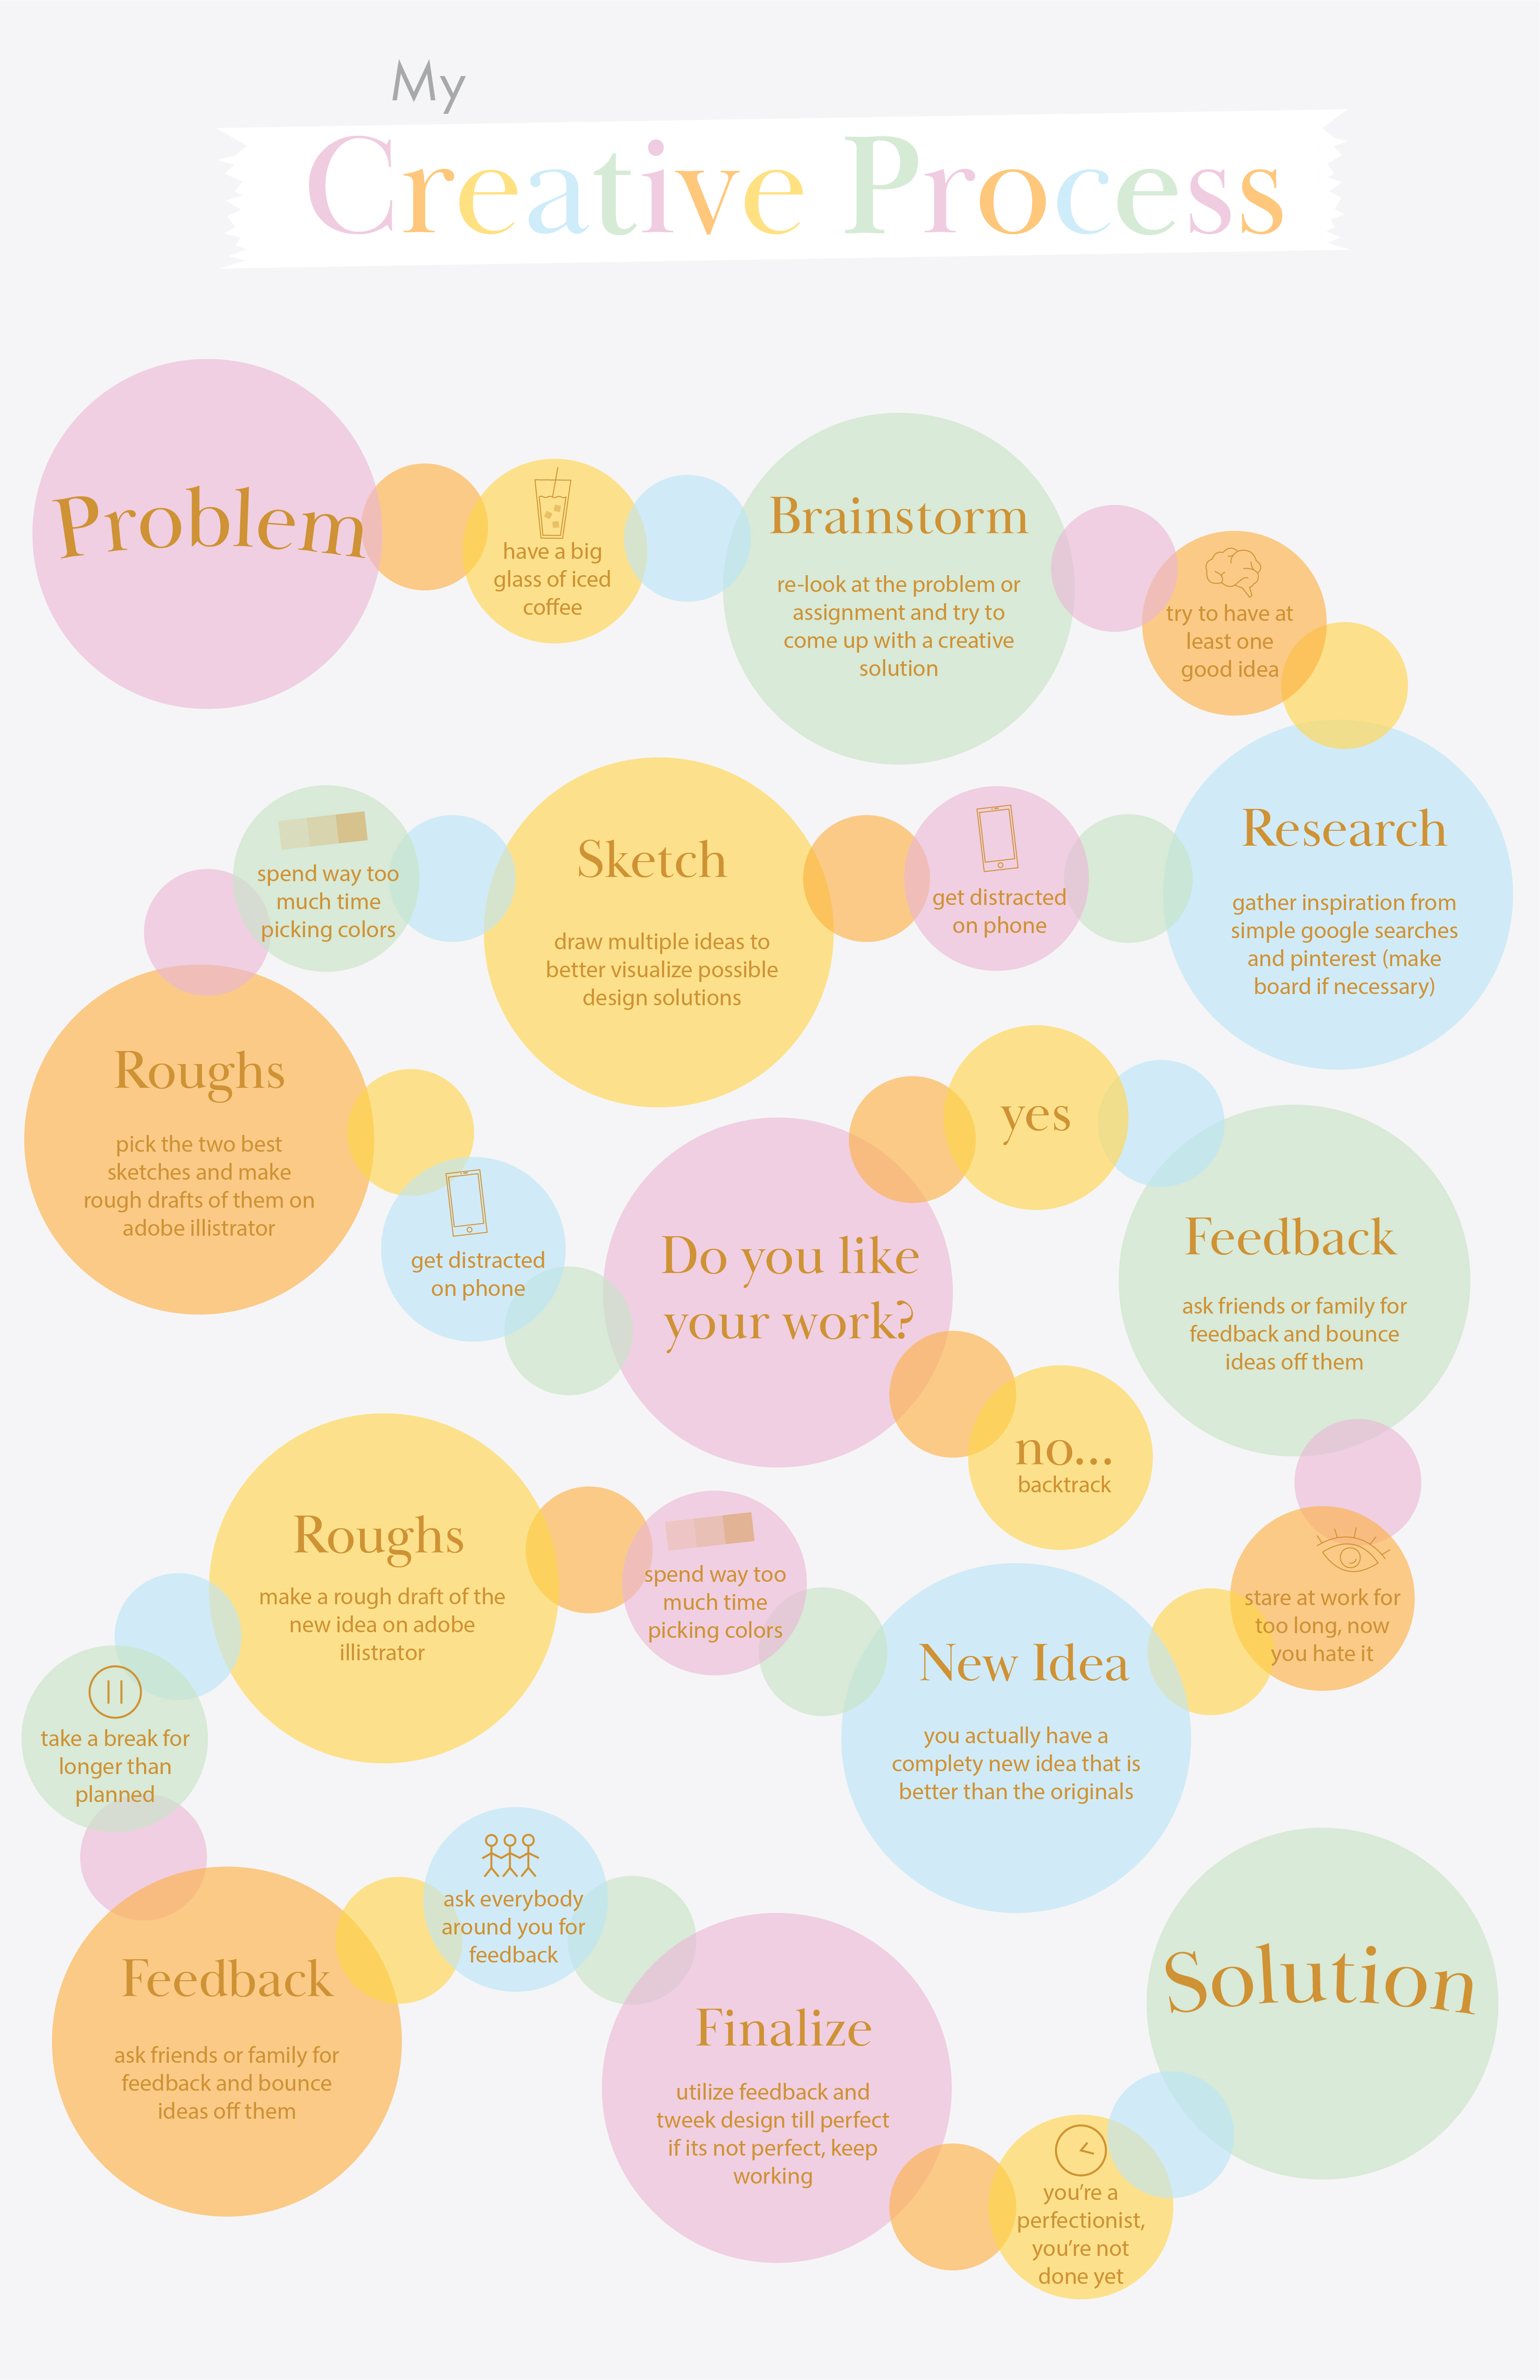 My
Creative Process
Problem
have a big
glass of iced
coffee
Brainstorm
re-look at the problem or
assignment and try to
come up with a creative
solution
try to have at
least one
good idea
Research
gather inspiration from
simple google searches
and pinterest (make
board if necessary)
get distracted
on phone
Sketch
draw multiple ideas to
better visualize possible
design solutions
spend way too
much time
picking colors
Roughs
pick the two best
sketches and make
rough drafts of them on
adobe illistrator
get distracted
on phone
Do you like
your work?
yes
no...
backtrack
Feedback
ask friends or family for
feedback and bounce
ideas off them
stare at work for
too long, now
you hate it
New Idea
you actually have a
complety new idea that is
better than the originals
spend way too
much time
picking colors
Roughs
make a rough draft of the
new idea on adobe
illistrator
take a break for
longer than
planned
Feedback
ask friends or family for
feedback and bounce
ideas off them
ask everybody
around you for
feedback
Finalize
utilize feedback and
tweek design till perfect
if its not perfect, keep
working
you're a
perfectionist,
you're not
done yet
Solution